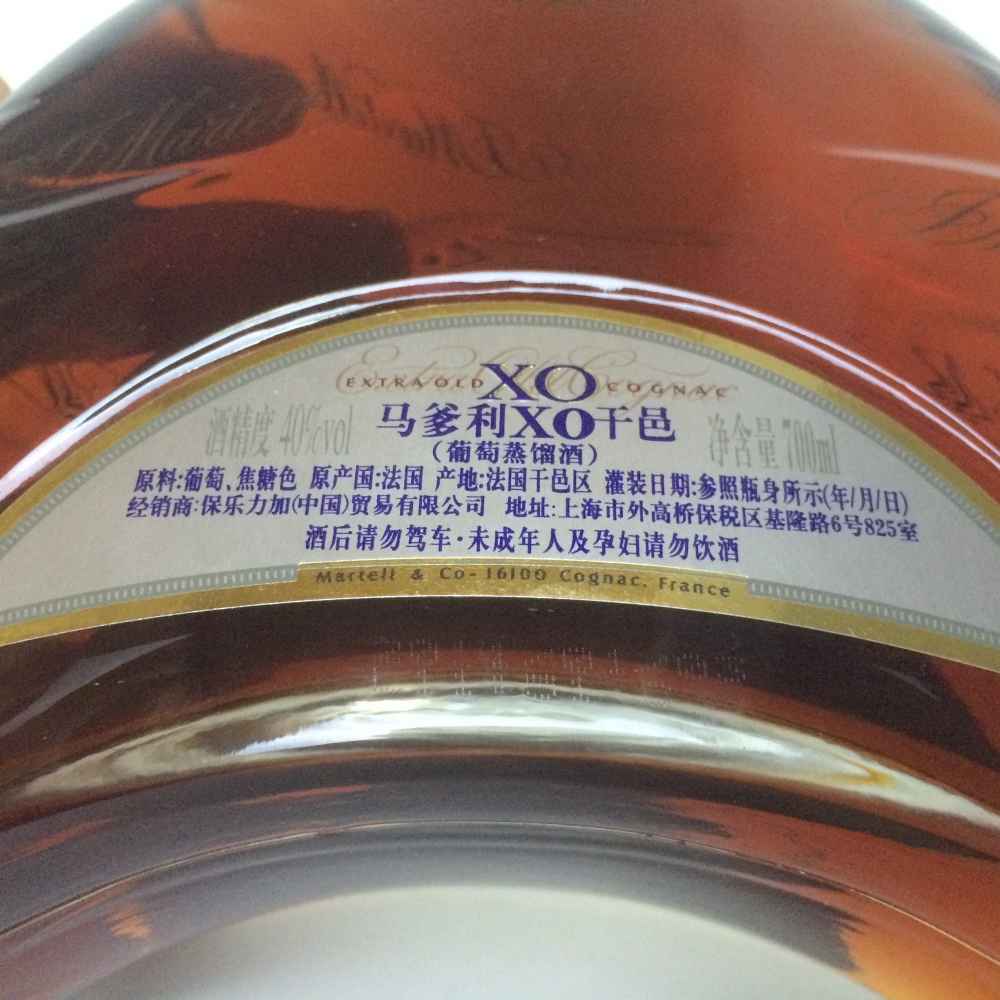 EXTRA OLD XO COGNAC
酒精度 40%vol 马爹利XO干邑 净含量 700ml
(葡萄蒸馏酒)
原料:葡萄、焦糖色 原产国:法国 产地:法国干邑区 灌装日期:参照瓶身所示(年/月/日)
经销商:保乐力加(中国)贸易有限公司 地址:上海市外高桥保税区基隆路6号825室
酒后请勿驾车·未成年人及孕妇请勿饮酒
Martell & Co - 16100 Cognac, France